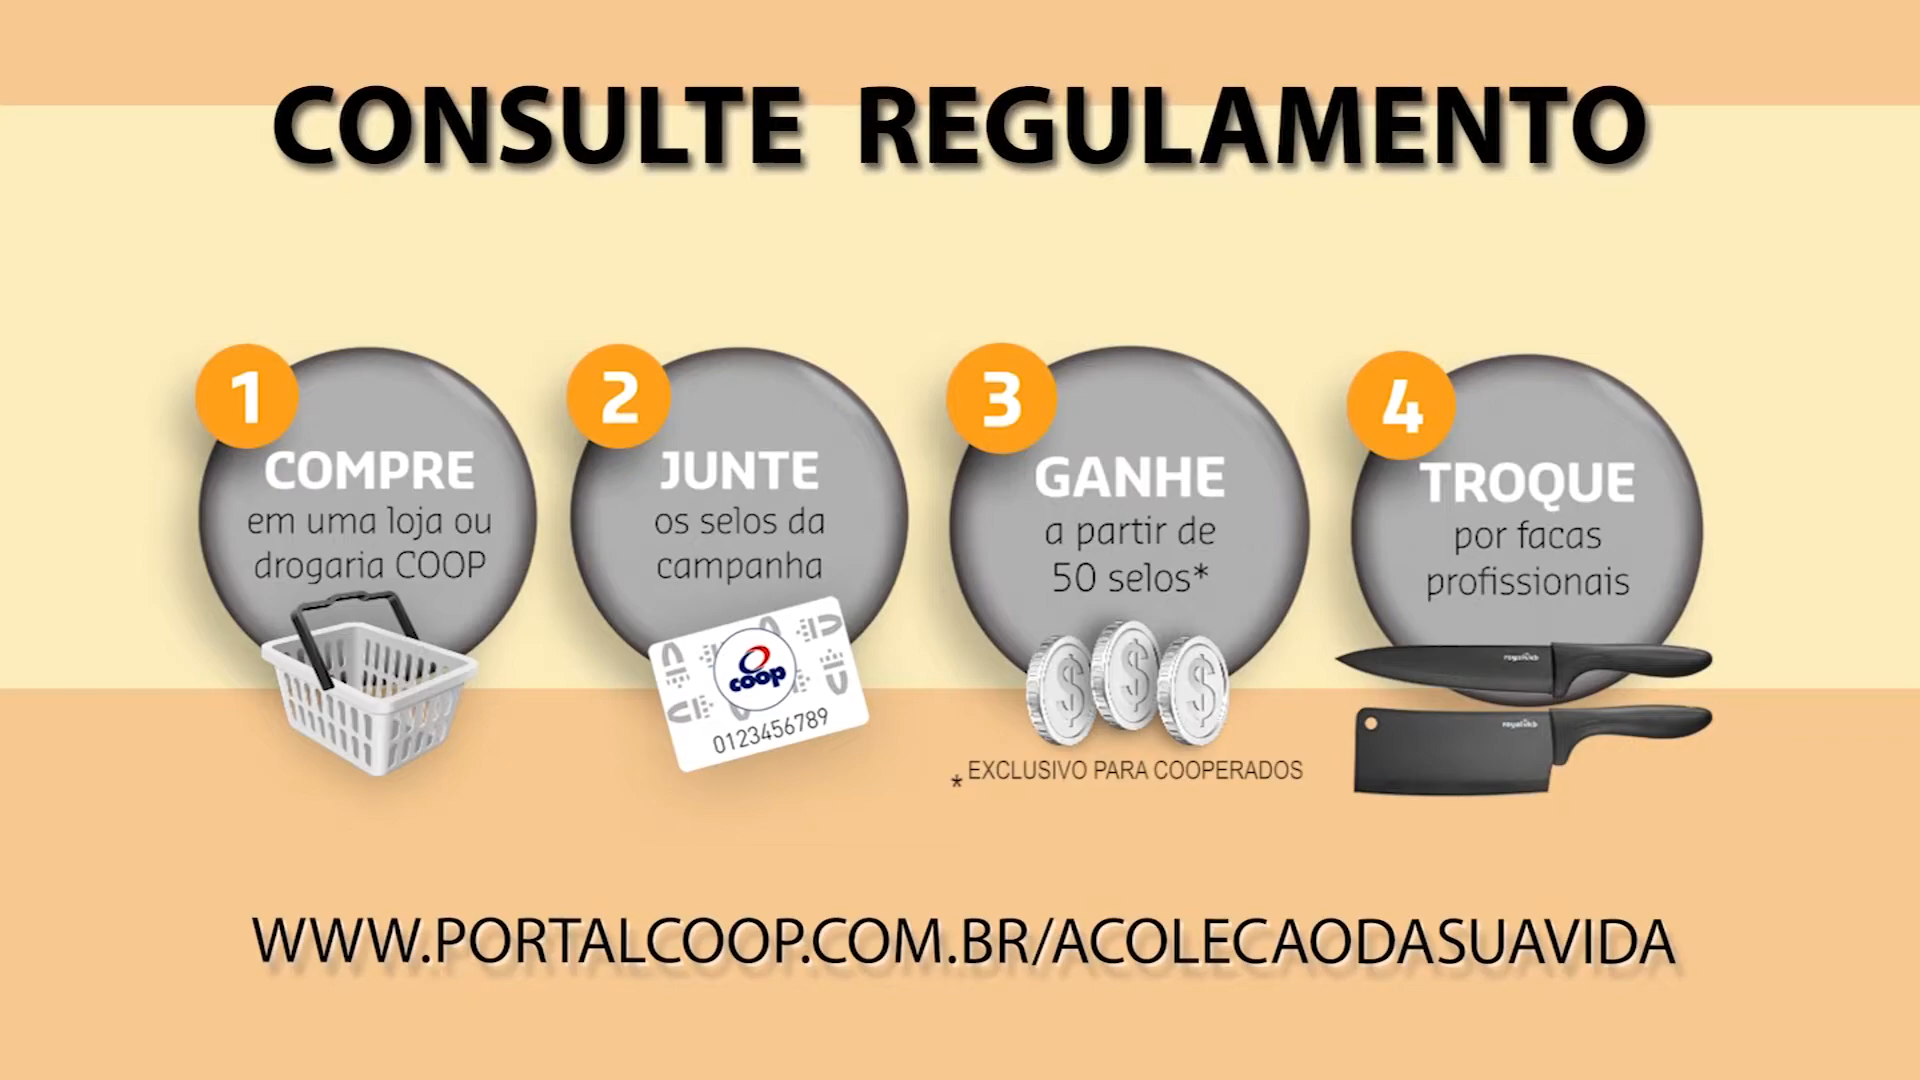 CONSULTE REGULAMENTO
1
COMPRE
em uma loja ou
drogaria COOP
2
JUNTE
os selos da
campanha
coop
0123456789
3
GANHE
a partir de
50 selos*
* EXCLUSIVO PARA COOPERADOS
4
TROQUE
por facas
profissionais
WWW.PORTALCOOP.COM.BR/ACOLECAODASUAVIDA